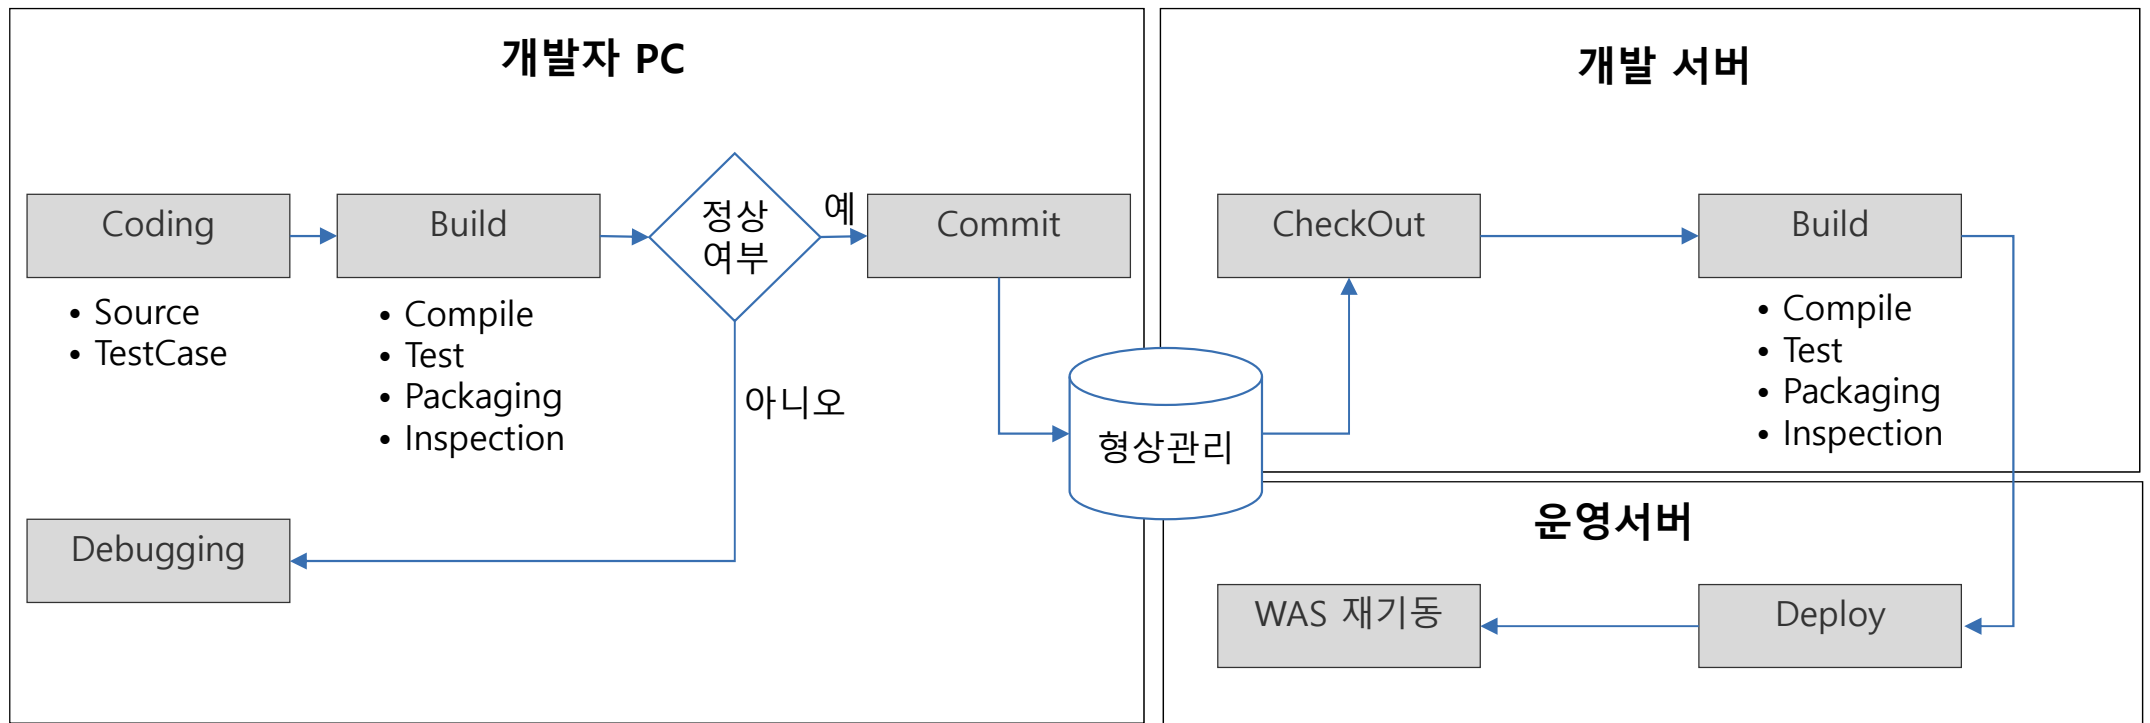 개발자 PC
Coding
• Source
• TestCase
Build
• Compile
• Test
• Packaging
• Inspection
정상
여부
예
아니오
Commit
Debugging
형상관리
개발 서버
CheckOut
Build
• Compile
• Test
• Packaging
• Inspection
운영서버
WAS 재기동
Deploy